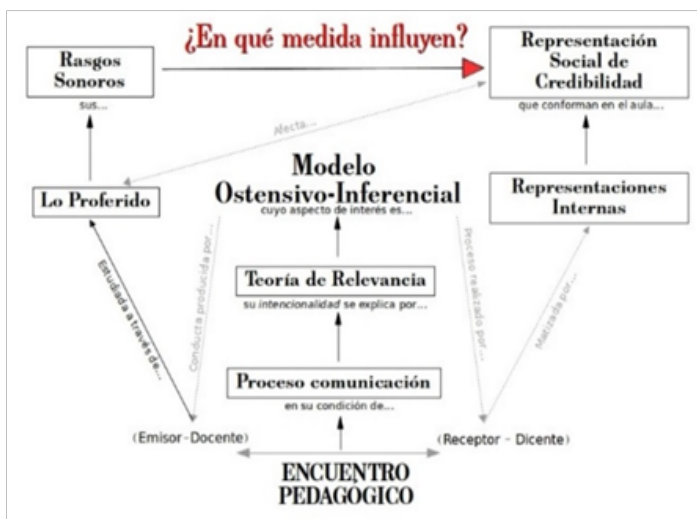 ¿En qué medida influyen?
Rasgos
Sonoros
sus...
Representación
Social de
Credibilidad
que conforman en el aula...
Afecta...
Lo Proferido
Modelo
Ostensivo-Inferencial
cuyo aspecto de interés es...
Representaciones
Internas
Estudiada a través de...
Conducta producida por...
Teoría de Relevancia
su intencionalidad se explica por...
Proceso realizado por...
Matizada por...
Proceso comunicación
en su condición de...
(Emisor-Docente)
(Receptor - Dicente)
ENCUENTRO
PEDAGÓGICO